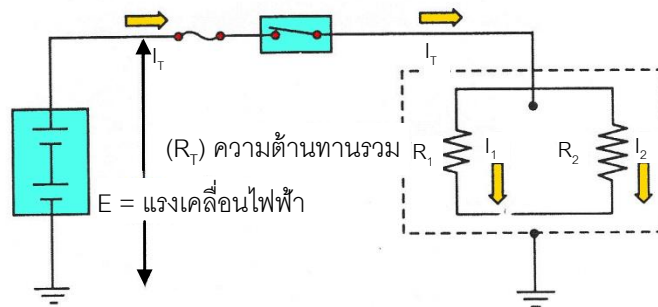 I_T
I_T
(R_T) ความต้านทานรวม
R_1
I_1
R_2
I_2
E = แรงเคลื่อนไฟฟ้า